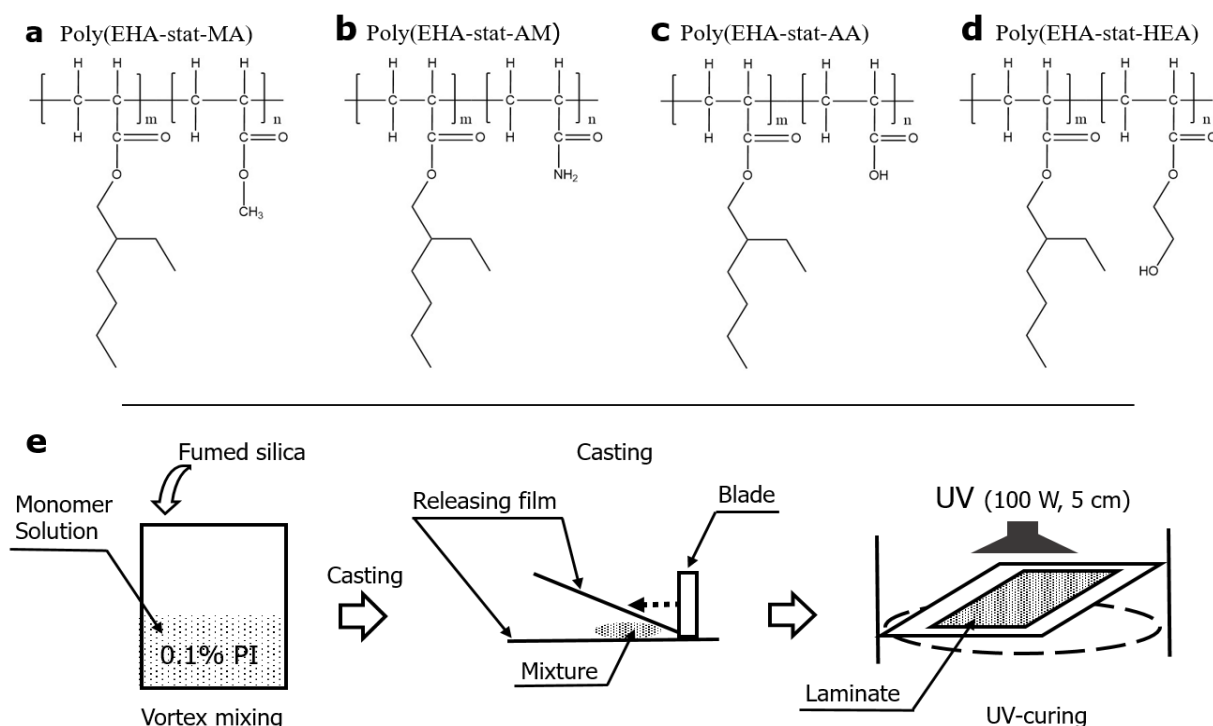 a Poly(EHA-stat-MA)
H H H H
C C C C
H H
m n
C O C O
O O
CH₃
b Poly(EHA-stat-AM)
H H H H
C C C C
H H
m n
C O C O
O NH₂
c Poly(EHA-stat-AA)
H H H H
C C C C
H H
m n
C O C O
O OH
d Poly(EHA-stat-HEA)
H H H H
C C C C
H H
m n
C O C O
O O
HO
e
Fumed silica
Monomer
Solution
0.1% PI
Vortex mixing
Casting
Casting
Releasing film
Blade
Mixture
UV (100 W, 5 cm)
Laminate
UV-curing